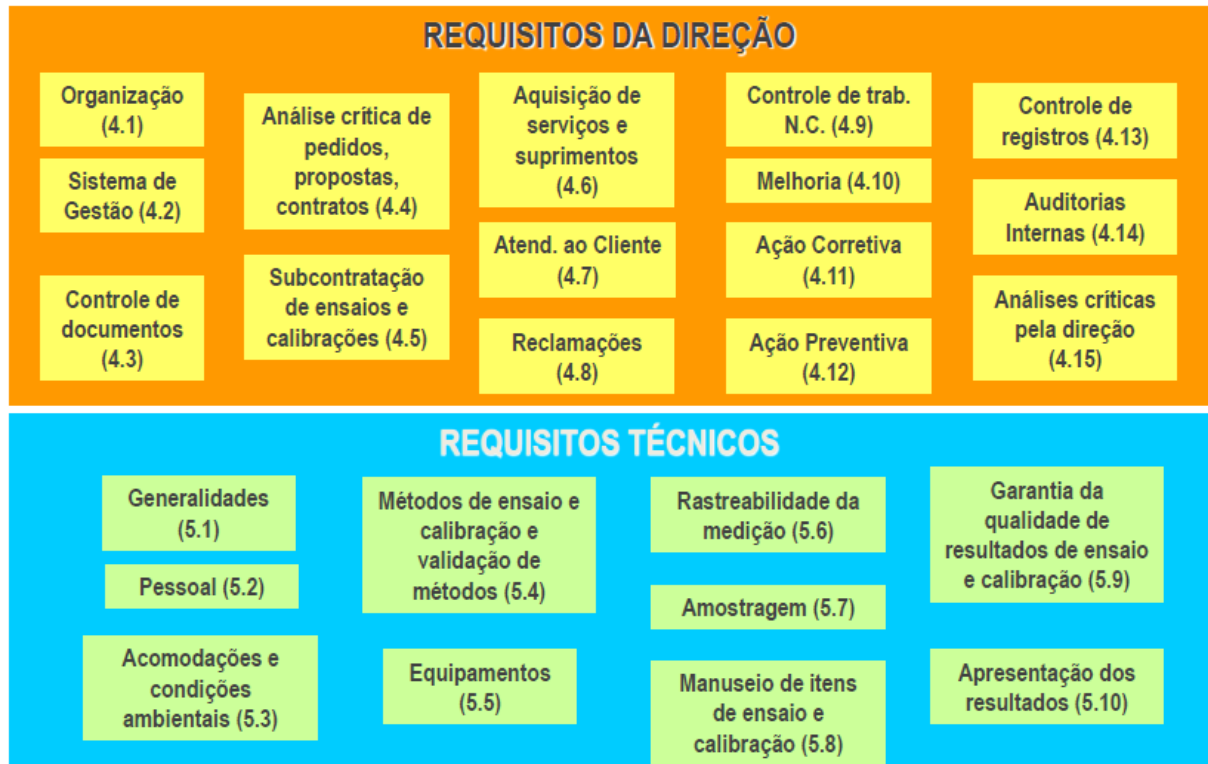 REQUISITOS DA DIREÇÃO
Organização
(4.1)
Sistema de
Gestão (4.2)
Controle de
documentos
(4.3)
Análise crítica de
pedidos,
propostas,
contratos (4.4)
Subcontratação
de ensaios e
calibrações (4.5)
Aquisição de
serviços e
suprimentos
(4.6)
Atend. ao Cliente
(4.7)
Reclamações
(4.8)
Controle de trab.
N.C. (4.9)
Melhoria (4.10)
Ação Corretiva
(4.11)
Ação Preventiva
(4.12)
Controle de
registros (4.13)
Auditorias
Internas (4.14)
Análises críticas
pela direção
(4.15)
REQUISITOS TÉCNICOS
Generalidades
(5.1)
Pessoal (5.2)
Acomodações e
condições
ambientais (5.3)
Métodos de ensaio e
calibração e
validação de
métodos (5.4)
Equipamentos
(5.5)
Rastreabilidade da
medição (5.6)
Amostragem (5.7)
Manuseio de itens
de ensaio e
calibração (5.8)
Garantia da
qualidade de
resultados de ensaio
e calibração (5.9)
Apresentação dos
resultados (5.10)